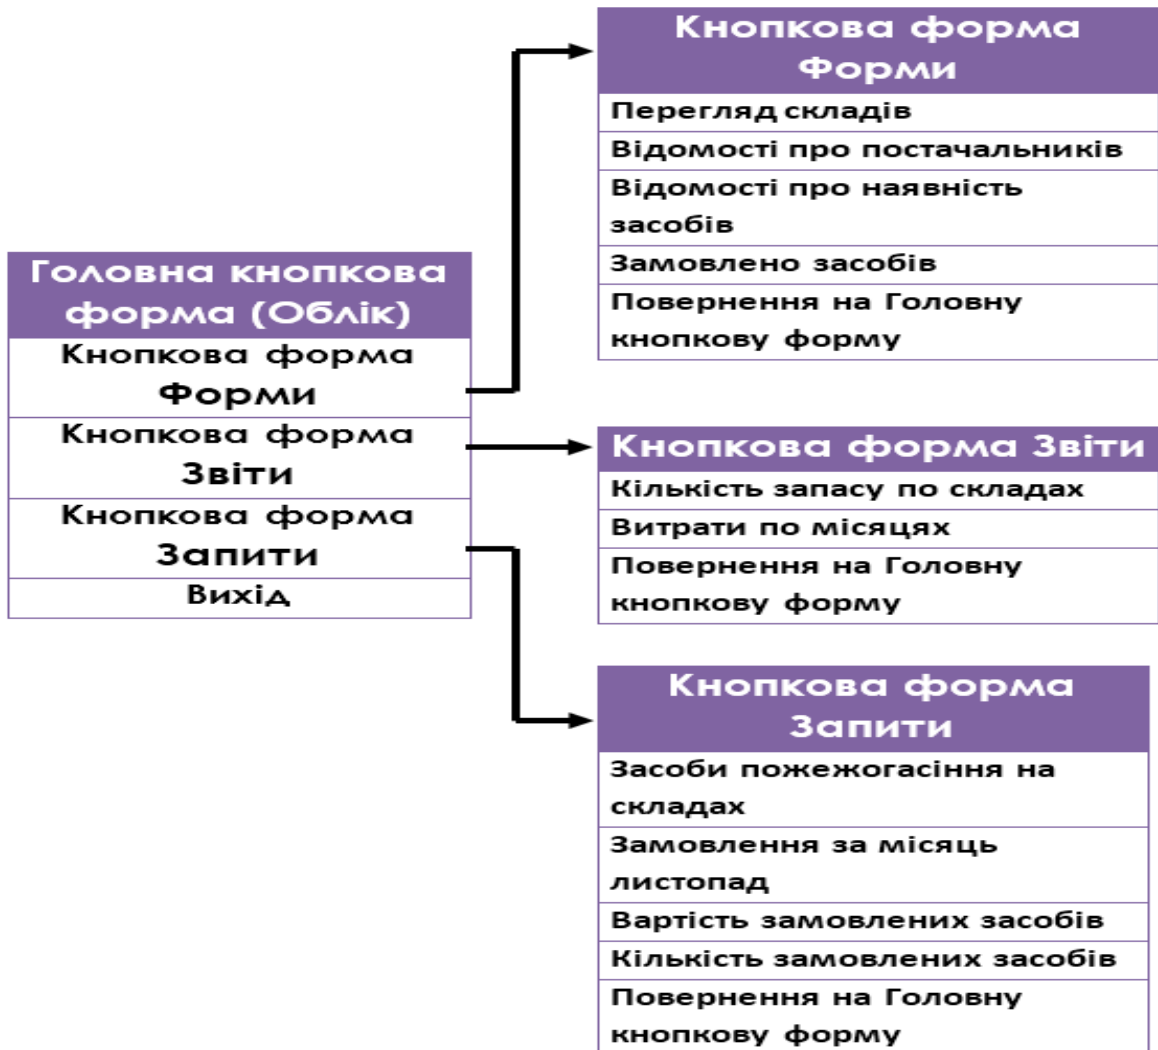 Кнопкова форма
Форми
Перегляд складів
Відомості про постачальників
Відомості про наявність
засобів
Замовлено засобів
Повернення на Головну
кнопкову форму
Головна кнопкова
форма (Облік)
Кнопкова форма
Форми
Кнопкова форма
Звіти
Кнопкова форма
Запити
Вихід
Кнопкова форма Звіти
Кількість запасу по складах
Витрати по місяцях
Повернення на Головну
кнопкову форму
Кнопкова форма
Запити
Засоби пожежогасіння на
складах
Замовлення за місяць
листопад
Вартість замовлених засобів
Кількість замовлених засобів
Повернення на Головну
кнопкову форму